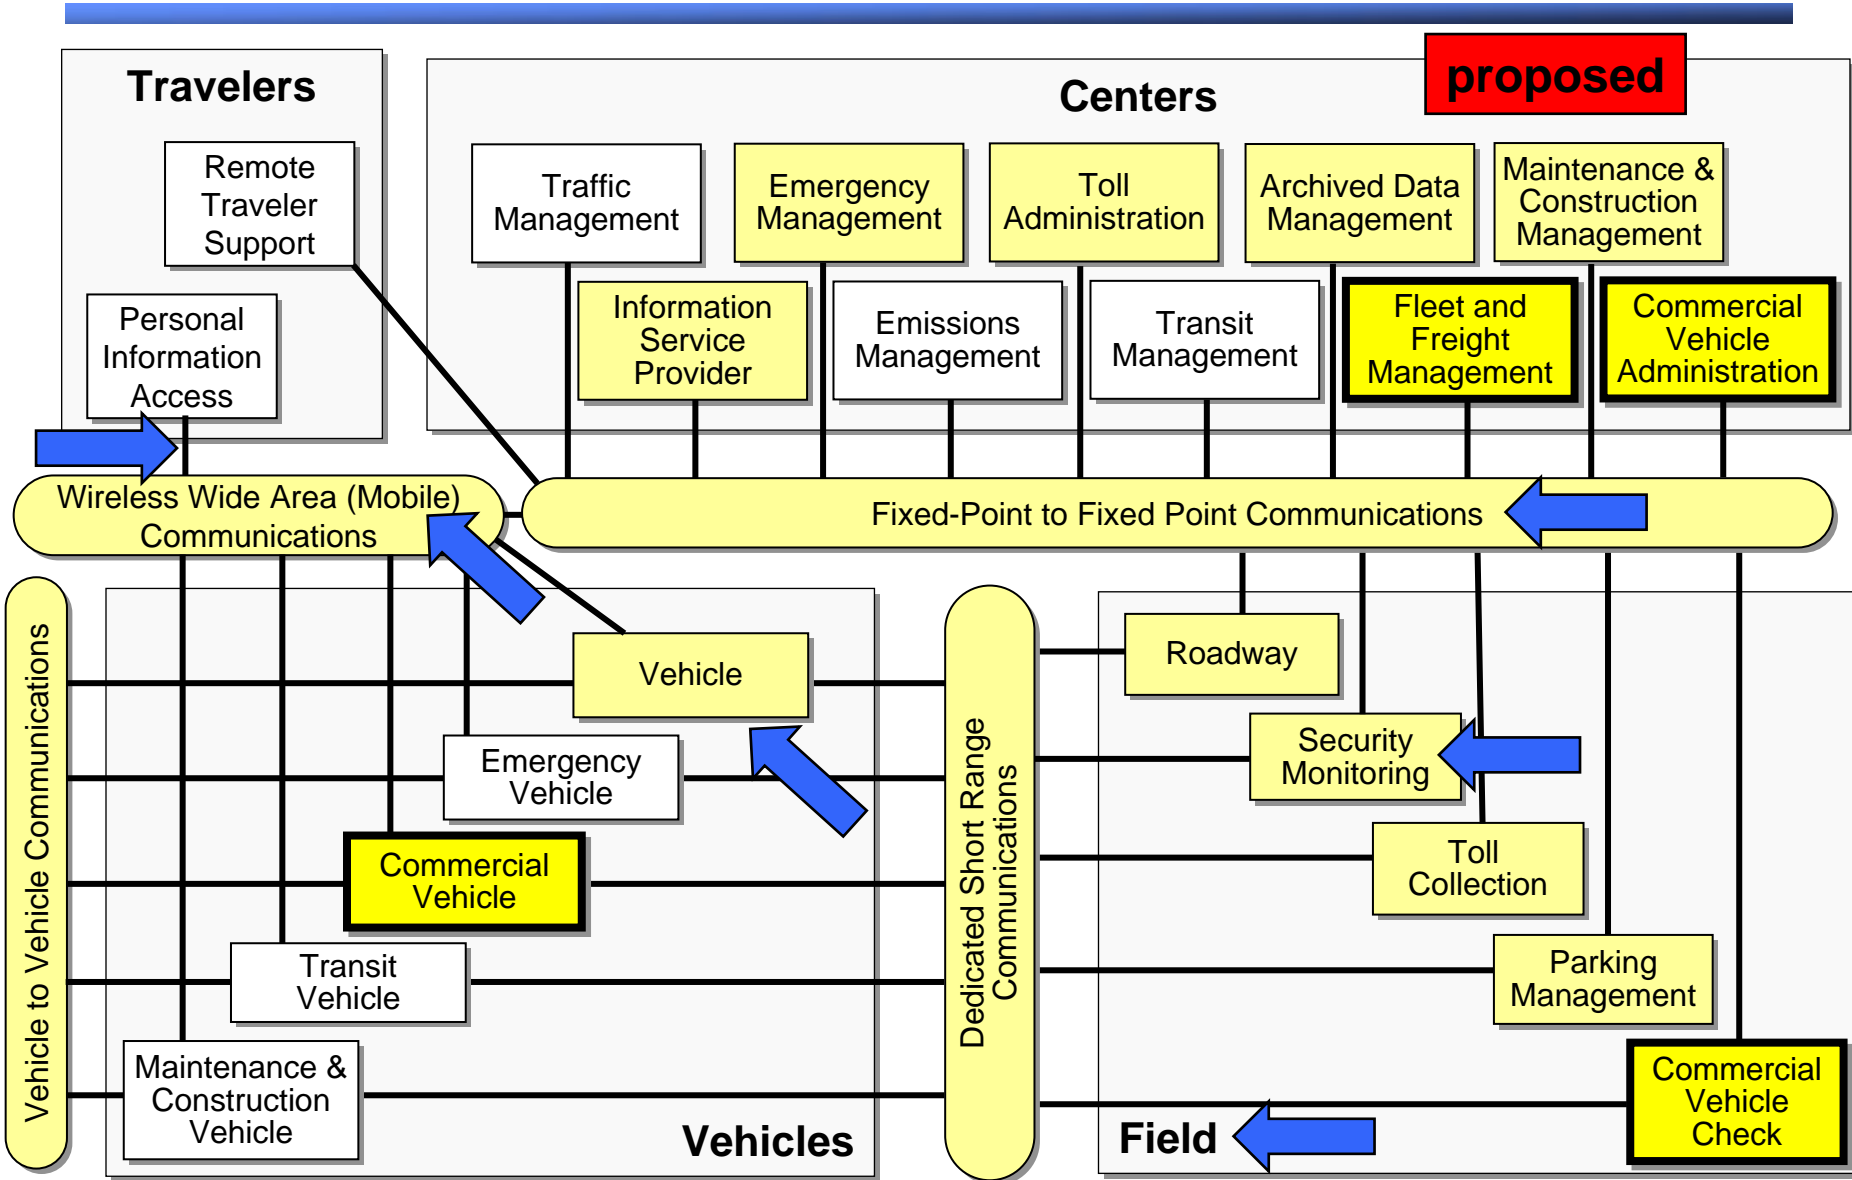 Travelers
Centers
proposed
Remote
Traveler
Support
Traffic
Management
Emergency
Management
Toll
Administration
Archived Data
Management
Maintenance &
Construction
Management
Personal
Information
Access
Information
Service
Provider
Emissions
Management
Transit
Management
Fleet and
Freight
Management
Commercial
Vehicle
Administration
Wireless Wide Area (Mobile)
Communications
Fixed-Point to Fixed Point Communications
Vehicle to Vehicle Communications
Vehicle
Emergency
Vehicle
Commercial
Vehicle
Transit
Vehicle
Maintenance &
Construction
Vehicle
Vehicles
Dedicated Short Range
Communications
Roadway
Security
Monitoring
Toll
Collection
Parking
Management
Commercial
Vehicle
Check
Field